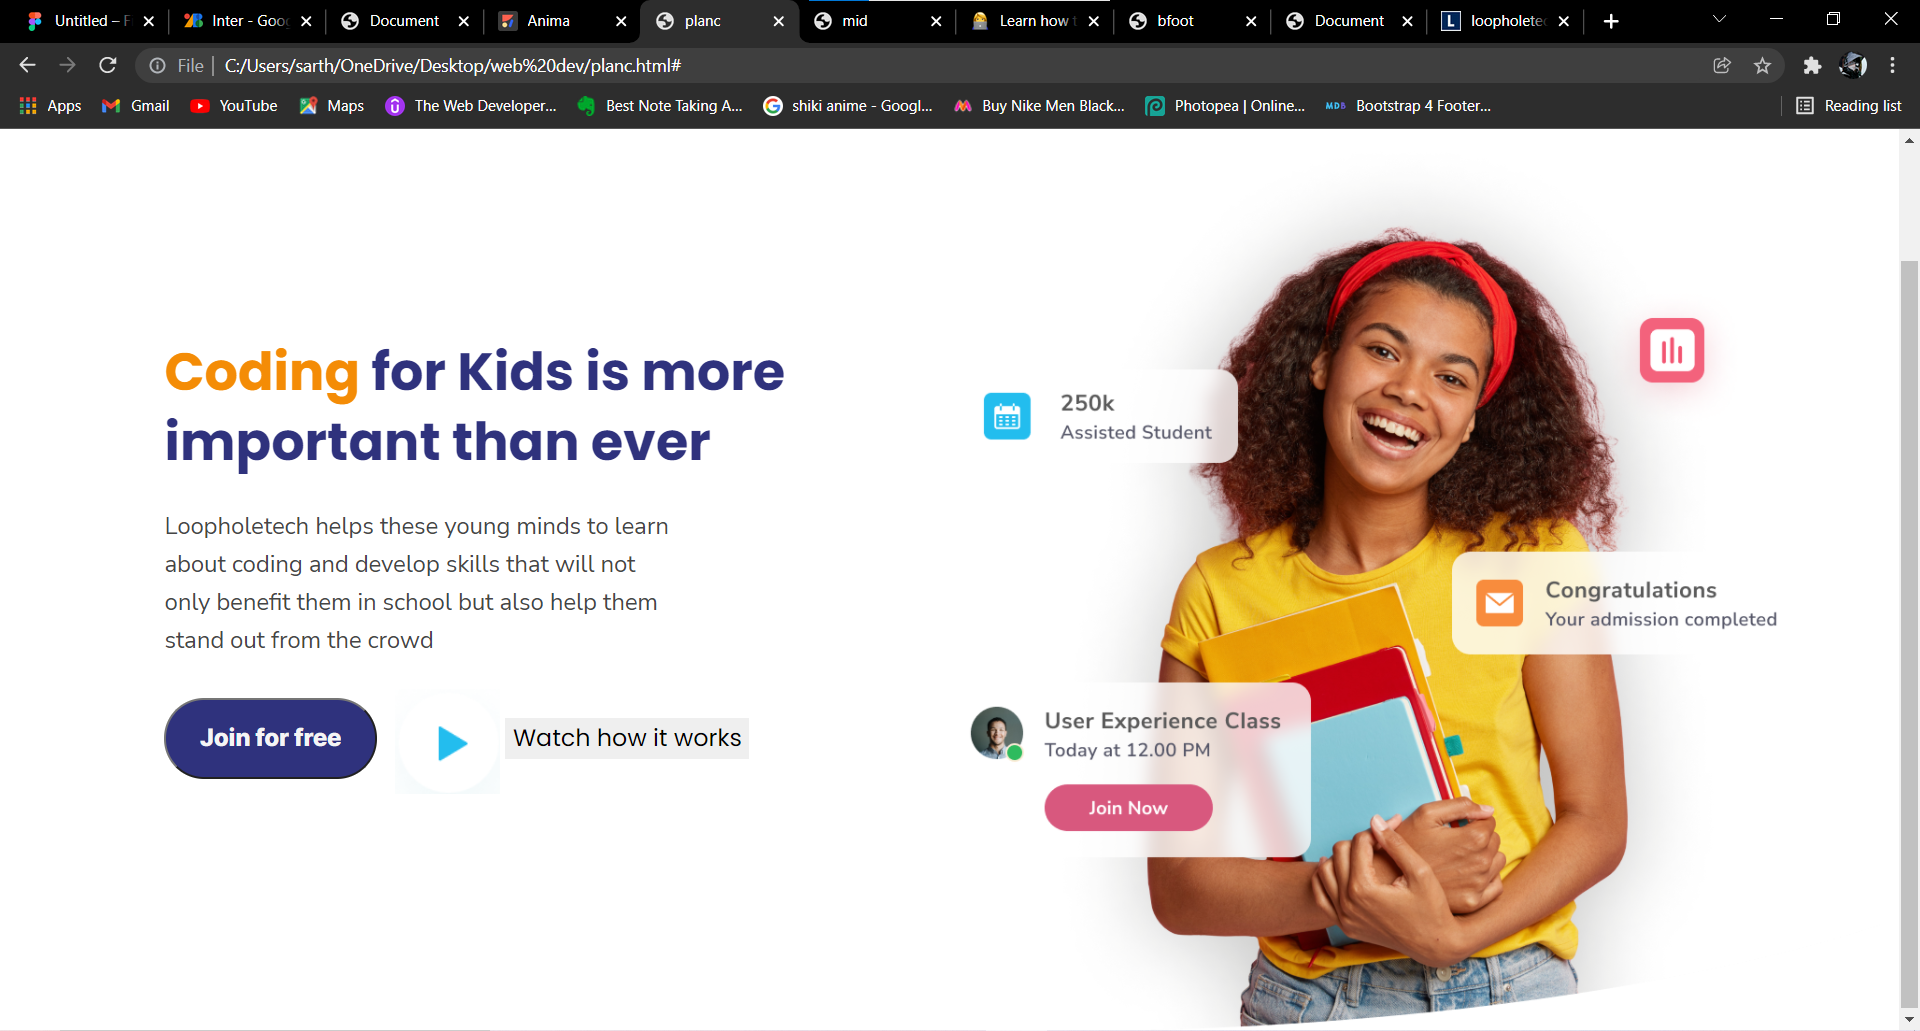 Untitled – F
Inter - Goo
Document
Anima
planc
mid
Learn how t
bfoot
Document
loopholetec
File
C:/Users/sarth/OneDrive/Desktop/web%20dev/planc.html#
Apps
Gmail
YouTube
Maps
The Web Developer...
Best Note Taking A...
shiki anime - Googl...
Buy Nike Men Black...
Photopea | Online...
MDB
Bootstrap 4 Footer...
Reading list
Coding for Kids is more
important than ever
Loopholetech helps these young minds to learn
about coding and develop skills that will not
only benefit them in school but also help them
stand out from the crowd
Join for free
Watch how it works
250k
Assisted Student
Congratulations
Your admission completed
User Experience Class
Today at 12.00 PM
Join Now